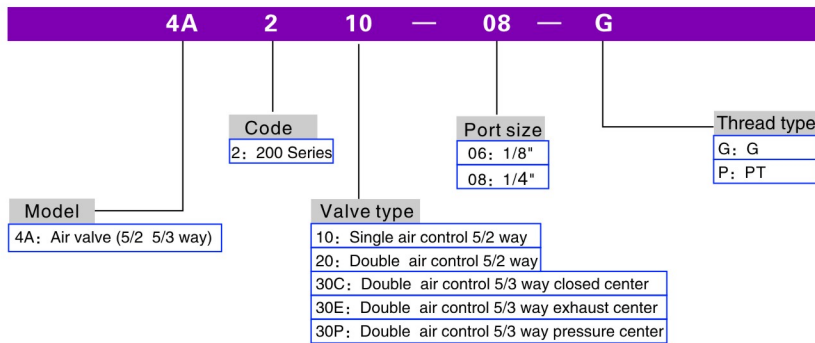 4A 2 10 — 08 — G
Code
2：200 Series
Port size
06：1/8"
08：1/4"
Thread type
G：G
P：PT
Model
4A：Air valve (5/2 5/3 way)
Valve type
10：Single air control 5/2 way
20：Double air control 5/2 way
30C：Double air control 5/3 way closed center
30E：Double air control 5/3 way exhaust center
30P：Double air control 5/3 way pressure center